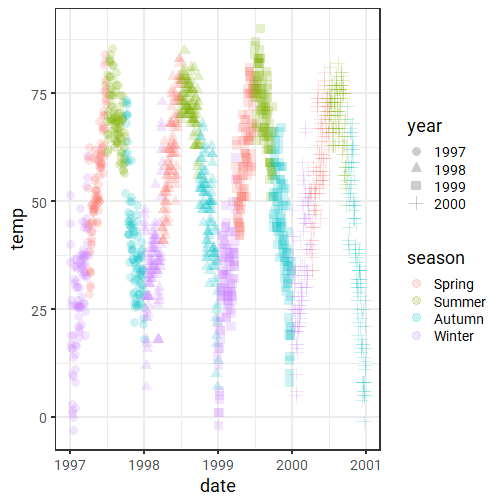 75
50
25
0
temp
1997 1998 1999 2000 2001
date
year
1997
1998
1999
2000
season
Spring
Summer
Autumn
Winter